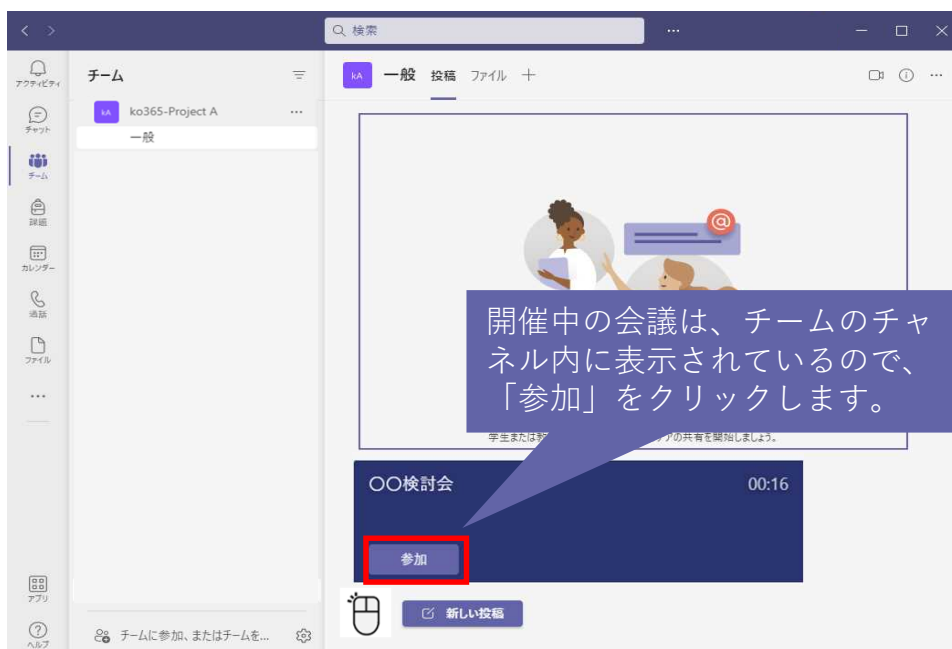 検索
アクティビティ
チーム
kA 一般 投稿 ファイル
kA ko365-Project A
一般
チャット
チーム
課題
カレンダー
通話
ファイル
開催中の会議は、チームのチャ
ネル内に表示されているので、
「参加」をクリックします。
学生または教
アの共有を開始しましょう。
〇〇検討会 00:16
参加
アプリ
新しい投稿
ヘルプ
チームに参加、またはチームを...